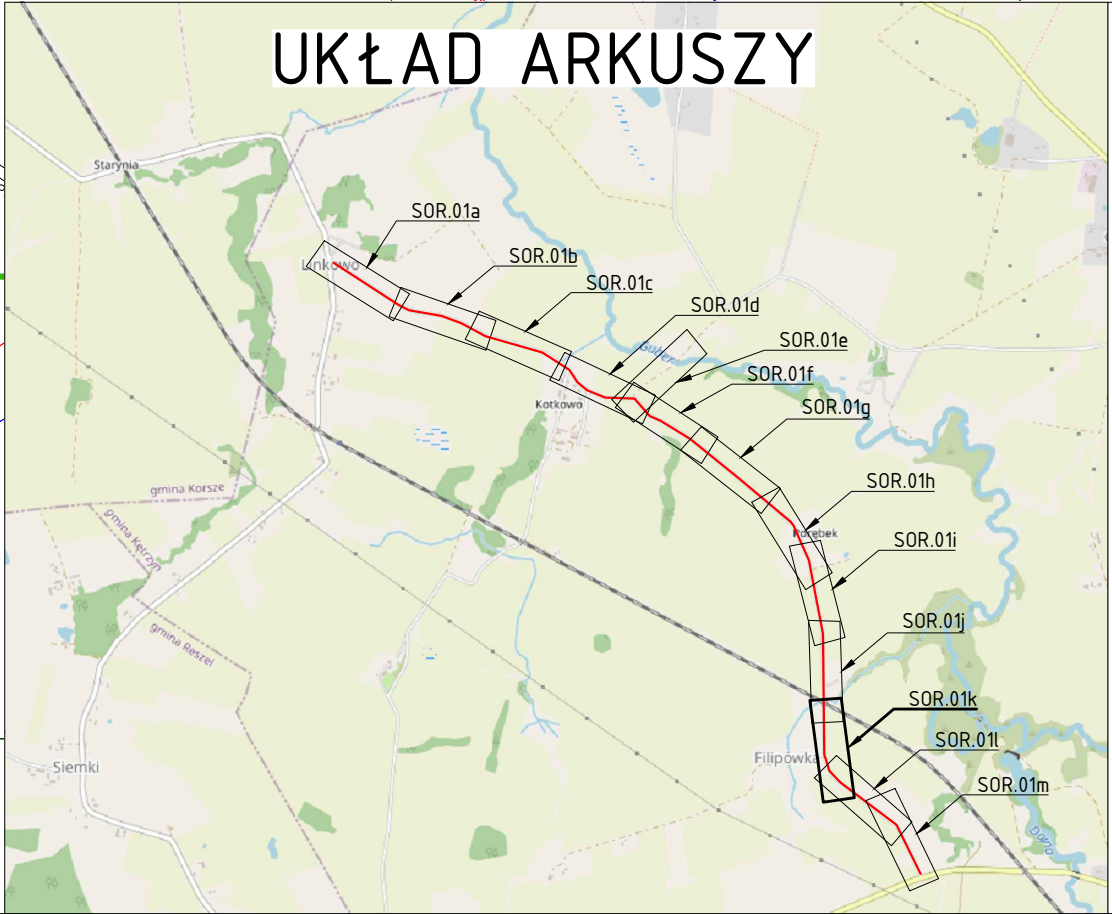 UKŁAD ARKUSZY
Starynia
SOR.01a
SOR.01b
Linkowo
SOR.01c
SOR.01d
SOR.01e
Guber
SOR.01f
Kotkowo
SOR.01g
SOR.01h
gmina Korsze
gmina Kętrzyn
Porębek
SOR.01i
gmina Reszel
SOR.01j
SOR.01k
SOR.01l
Filipówka
Siemki
SOR.01m